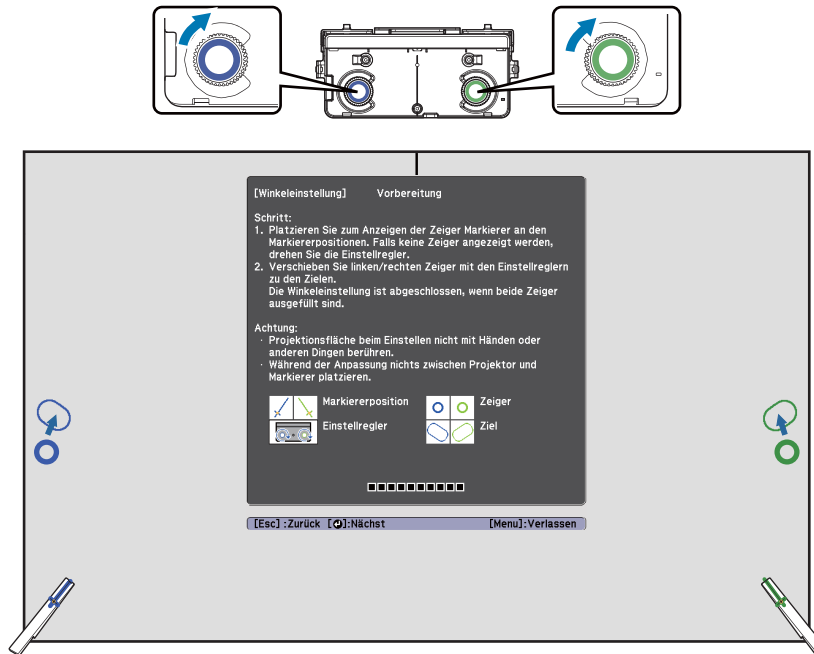 [Winkeleinstellung] Vorbereitung
Schritt:
1. Platzieren Sie zum Anzeigen der Zeiger Markierer an den
Markiererpositionen. Falls keine Zeiger angezeigt werden,
drehen Sie die Einstellregler.
2. Verschieben Sie linken/rechten Zeiger mit den Einstellreglern
zu den Zielen.
Die Winkeleinstellung ist abgeschlossen, wenn beide Zeiger
ausgefüllt sind.
Achtung:
· Projektionsfläche beim Einstellen nicht mit Händen oder
anderen Dingen berühren.
· Während der Anpassung nichts zwischen Projektor und
Markierer platzieren.
Markiererposition Zeiger
Einstellregler Ziel
[Esc] :Zurück [↵]:Nächst [Menu]:Verlassen